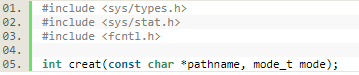 01. #include <sys/types.h>
02. #include <sys/stat.h>
03. #include <fcntl.h>
04.
05. int creat(const char *pathname, mode_t mode);